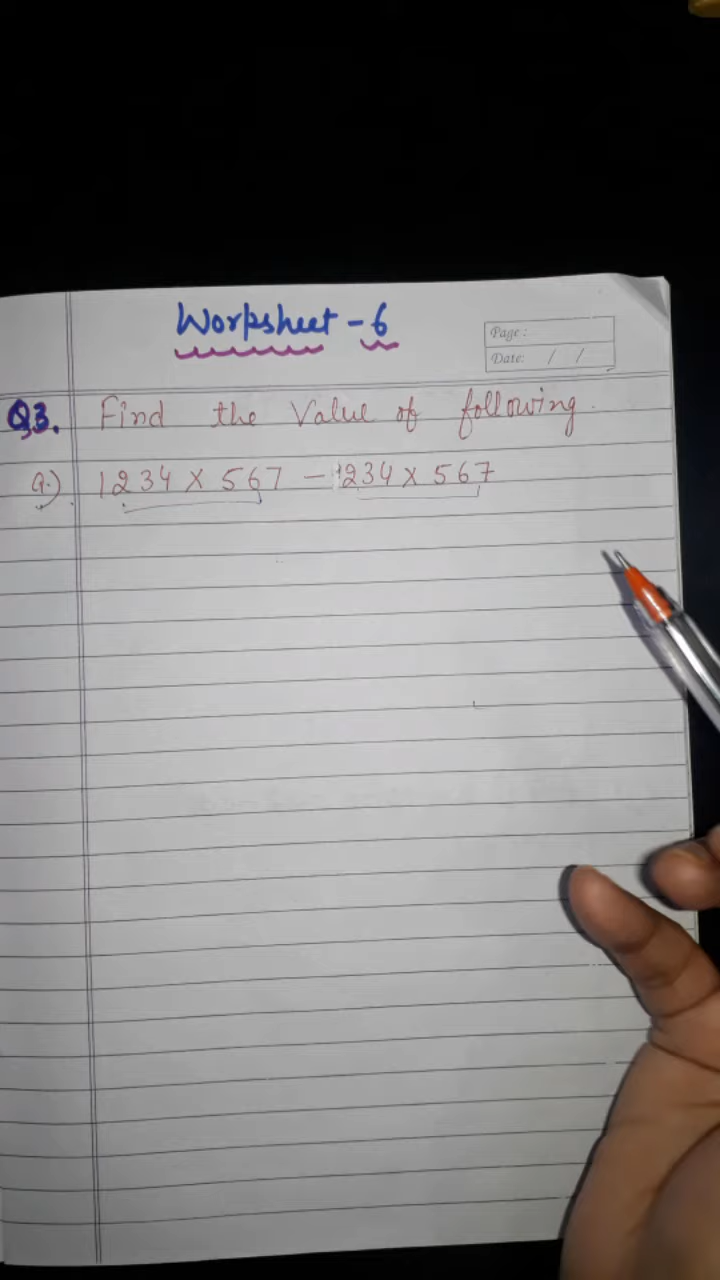 Worksheet - 6
Page:
Date: / /
Q3. Find the Value of following.
a.) 1234 X 567 - 1234 X 567